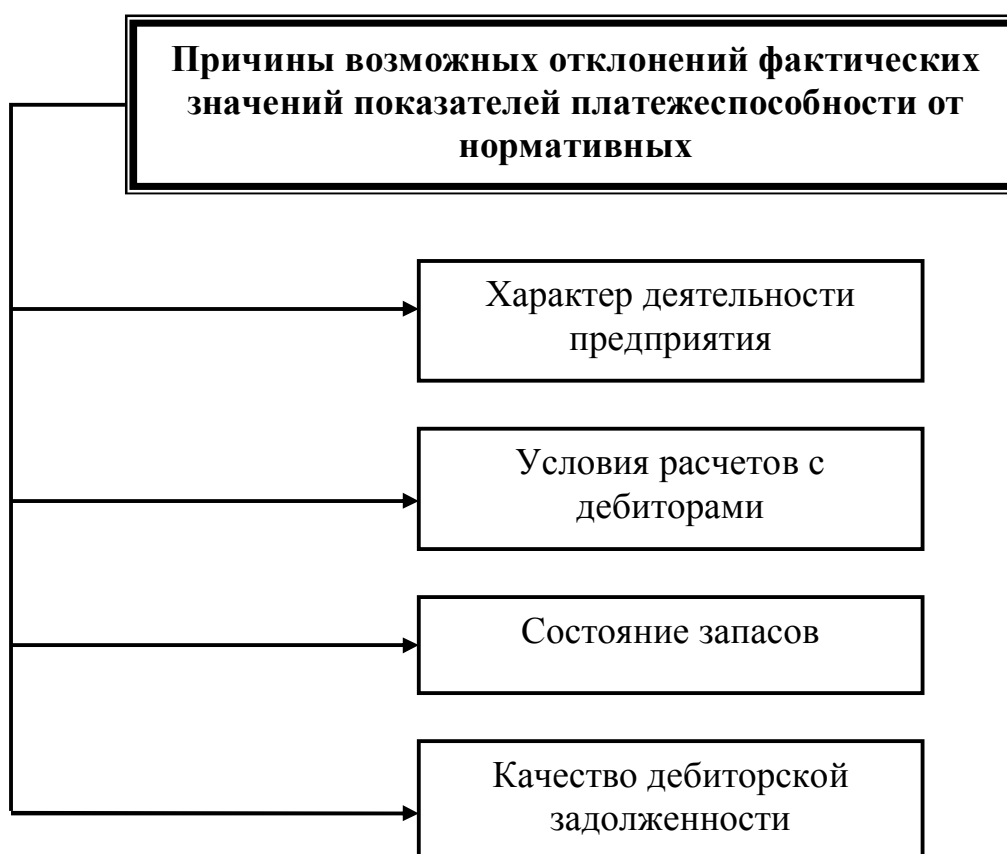 Причины возможных отклонений фактических
значений показателей платежеспособности от
нормативных
Характер деятельности
предприятия
Условия расчетов с
дебиторами
Состояние запасов
Качество дебиторской
задолженности